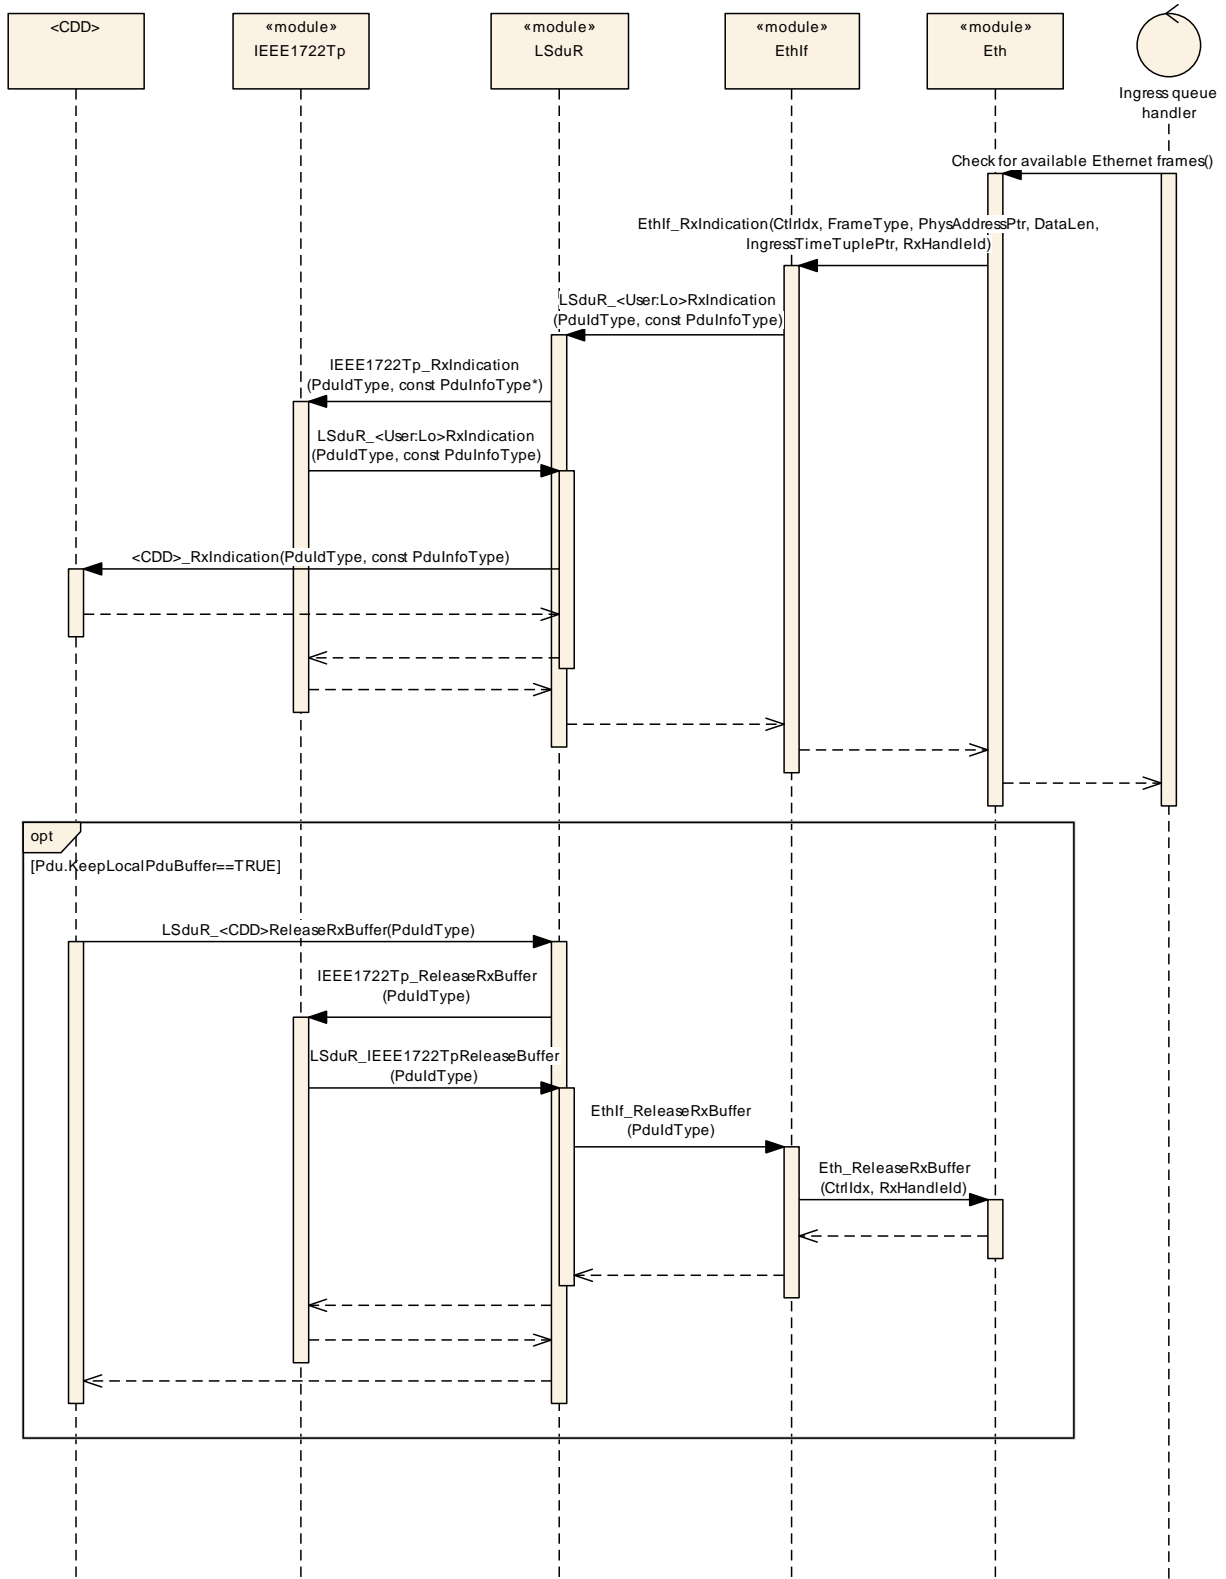 <CDD>
«module»
IEEE1722Tp
«module»
LSduR
«module»
EthIf
«module»
Eth
Ingress queue
handler
Check for available Ethernet frames()
EthIf_RxIndication(CtrlIdx, FrameType, PhysAddressPtr, DataLen,
IngressTimeTuplePtr, RxHandleId)
LSduR_<User:Lo>RxIndication
(PduIdType, const PduInfoType)
IEEE1722Tp_RxIndication
(PduIdType, const PduInfoType*)
LSduR_<User:Lo>RxIndication
(PduIdType, const PduInfoType)
<CDD>_RxIndication(PduIdType, const PduInfoType)
opt
[Pdu.KeepLocalPduBuffer==TRUE]
LSduR_<CDD>ReleaseRxBuffer(PduIdType)
IEEE1722Tp_ReleaseRxBuffer
(PduIdType)
LSduR_IEEE1722TpReleaseBuffer
(PduIdType)
EthIf_ReleaseRxBuffer
(PduIdType)
Eth_ReleaseRxBuffer
(CtrlIdx, RxHandleId)